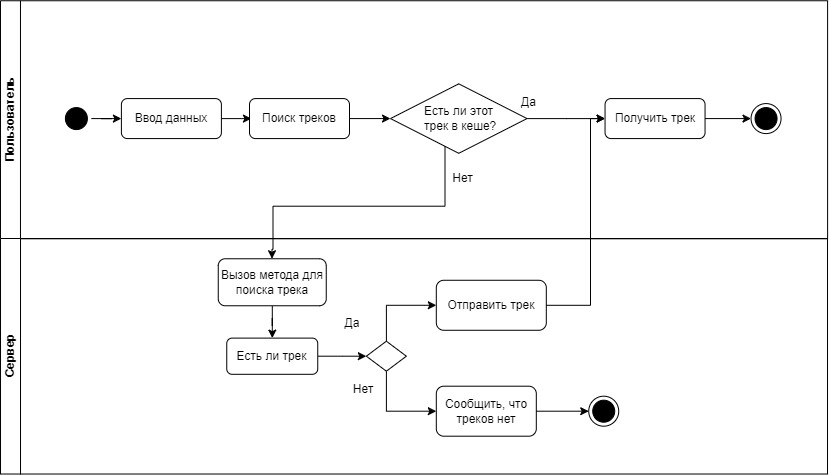 Пользователь
Ввод данных
Поиск треков
Есть ли этот
трек в кеше?
Да
Получить трек
Нет
Сервер
Вызов метода для
поиска трека
Есть ли трек
Да
Отправить трек
Нет
Сообщить, что
треков нет